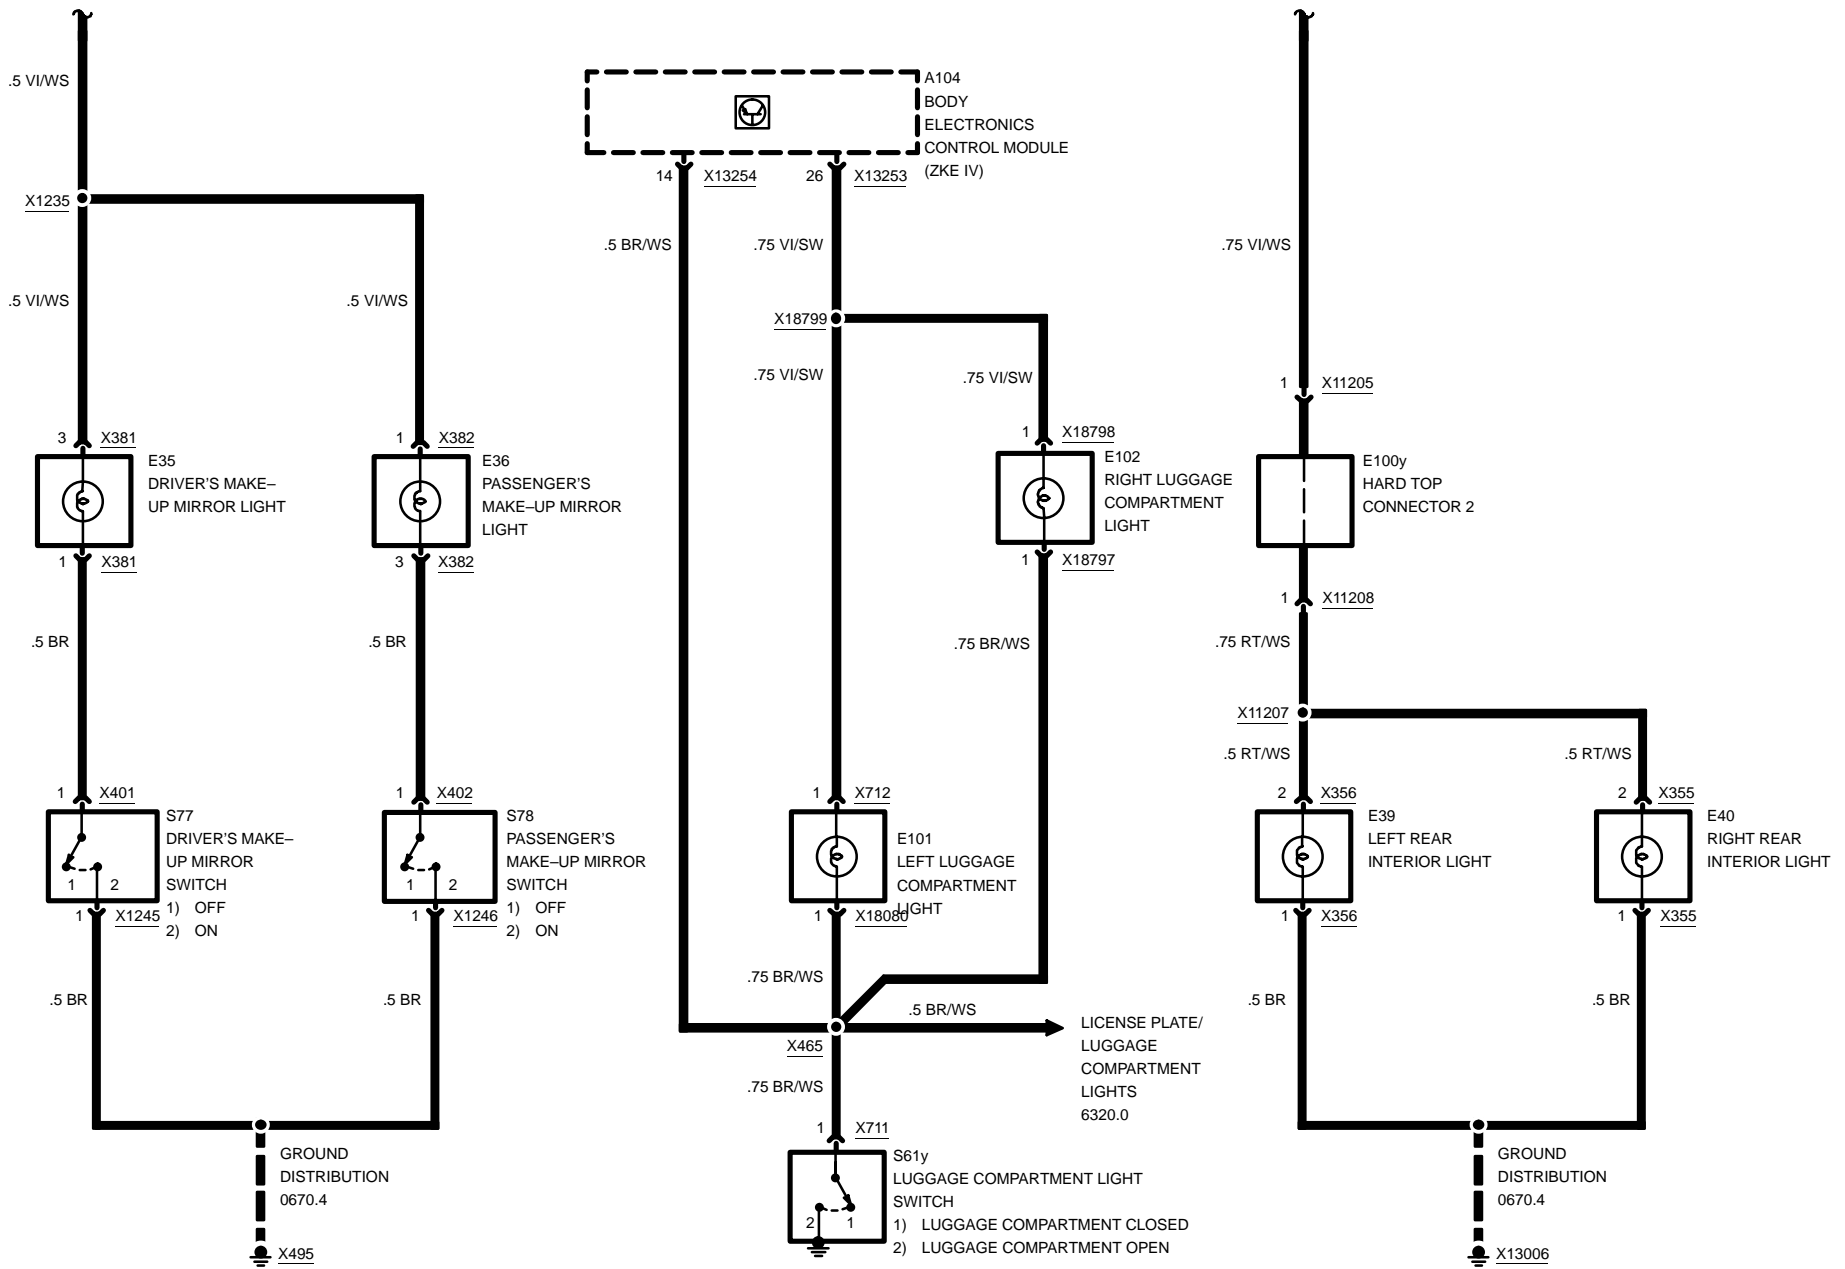 .5 VI/WS
X1235
.5 VI/WS
.5 VI/WS
3
X381
E35
DRIVER'S MAKE–
UP MIRROR LIGHT
1
X381
1
X382
E36
PASSENGER'S
MAKE–UP MIRROR
LIGHT
3
X382
.5 BR
.5 BR
1
X401
S77
DRIVER'S MAKE–
UP MIRROR
SWITCH
1) OFF
2) ON
1
2
1
X1245
1
X402
S78
PASSENGER'S
MAKE–UP MIRROR
SWITCH
1) OFF
2) ON
1
2
1
X1246
.5 BR
.5 BR
GROUND
DISTRIBUTION
0670.4
X495
A104
BODY
ELECTRONICS
CONTROL MODULE
(ZKE IV)
14
X13254
26
X13253
.5 BR/WS
.75 VI/SW
X18799
.75 VI/SW
.75 VI/SW
1
X18798
E102
RIGHT LUGGAGE
COMPARTMENT
LIGHT
1
X18797
.75 BR/WS
1
X712
E101
LEFT LUGGAGE
COMPARTMENT
LIGHT
1
X18080
.75 BR/WS
.5 BR/WS
X465
LICENSE PLATE/
LUGGAGE
COMPARTMENT
LIGHTS
6320.0
.75 BR/WS
1
X711
S61y
LUGGAGE COMPARTMENT LIGHT
SWITCH
1) LUGGAGE COMPARTMENT CLOSED
2) LUGGAGE COMPARTMENT OPEN
2
1
.75 VI/WS
1
X11205
E100y
HARD TOP
CONNECTOR 2
1
X11208
.75 RT/WS
X11207
.5 RT/WS
.5 RT/WS
2
X356
E39
LEFT REAR
INTERIOR LIGHT
1
X356
2
X355
E40
RIGHT REAR
INTERIOR LIGHT
1
X355
.5 BR
.5 BR
GROUND
DISTRIBUTION
0670.4
X13006